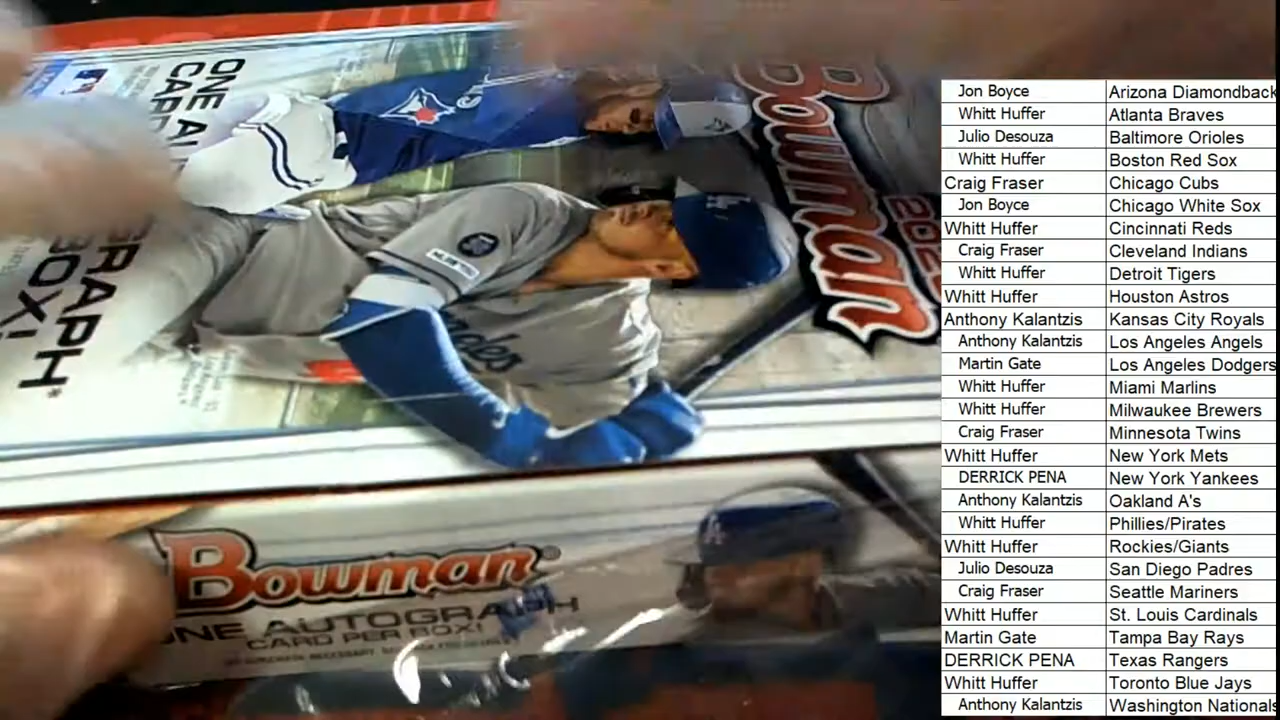 ONE AU
CARD
GRAPH
BOX!
Bowman
202
LA
Bowman®
ONE AUTOGRAPH
CARD PER BOX!
A
Jon Boyce Arizona Diamondback
Whitt Huffer Atlanta Braves
Julio Desouza Baltimore Orioles
Whitt Huffer Boston Red Sox
Craig Fraser Chicago Cubs
Jon Boyce Chicago White Sox
Whitt Huffer Cincinnati Reds
Craig Fraser Cleveland Indians
Whitt Huffer Detroit Tigers
Whitt Huffer Houston Astros
Anthony Kalantzis Kansas City Royals
Anthony Kalantzis Los Angeles Angels
Martin Gate Los Angeles Dodgers
Whitt Huffer Miami Marlins
Whitt Huffer Milwaukee Brewers
Craig Fraser Minnesota Twins
Whitt Huffer New York Mets
DERRICK PENA New York Yankees
Anthony Kalantzis Oakland A's
Whitt Huffer Phillies/Pirates
Whitt Huffer Rockies/Giants
Julio Desouza San Diego Padres
Craig Fraser Seattle Mariners
Whitt Huffer St. Louis Cardinals
Martin Gate Tampa Bay Rays
DERRICK PENA Texas Rangers
Whitt Huffer Toronto Blue Jays
Anthony Kalantzis Washington Nationals